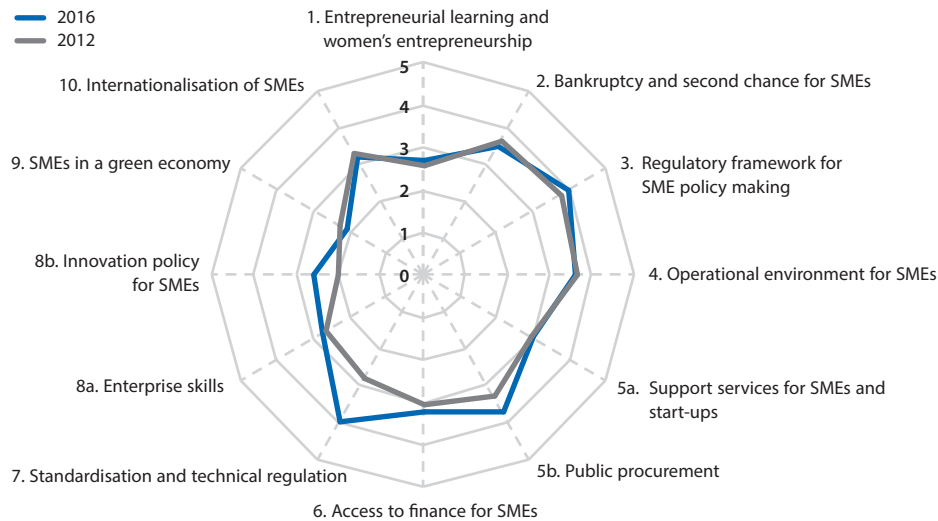 2016
2012
1. Entrepreneurial learning and
women’s entrepreneurship
2. Bankruptcy and second chance for SMEs
3. Regulatory framework for
SME policy making
4. Operational environment for SMEs
5a. Support services for SMEs and
start-ups
5b. Public procurement
6. Access to finance for SMEs
7. Standardisation and technical regulation
8a. Enterprise skills
8b. Innovation policy
for SMEs
9. SMEs in a green economy
10. Internationalisation of SMEs
5
4
3
2
1
0